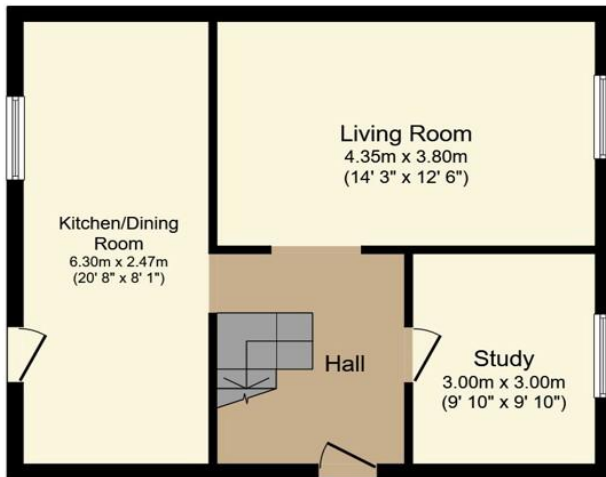 Living Room
4.35m x 3.80m
(14' 3" x 12' 6")
Kitchen/Dining
Room
6.30m x 2.47m
(20' 8" x 8' 1")
Hall
Study
3.00m x 3.00m
(9' 10" x 9' 10")